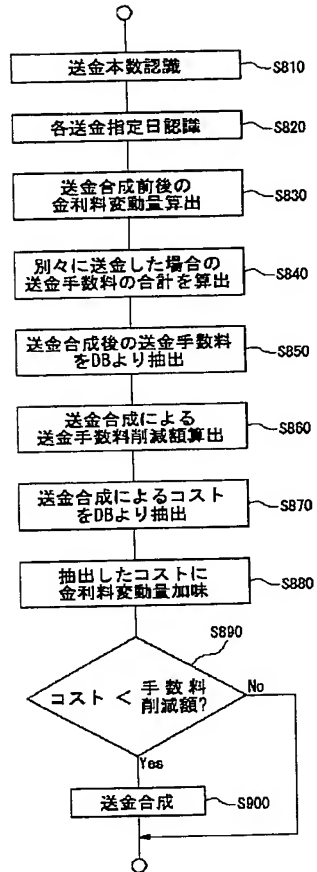 送金本数認識
S810
各送金指定日認識
S820
送金合成前後の
金利料変動量算出
S830
別々に送金した場合の
送金手数料の合計を算出
S840
送金合成後の送金手数料
をDBより抽出
S850
送金合成による
送金手数料削減額算出
S860
送金合成によるコスト
をDBより抽出
S870
抽出したコストに
金利料変動量加味
S880
S890
コスト < 手数料
削減額?
No
Yes
送金合成
S900